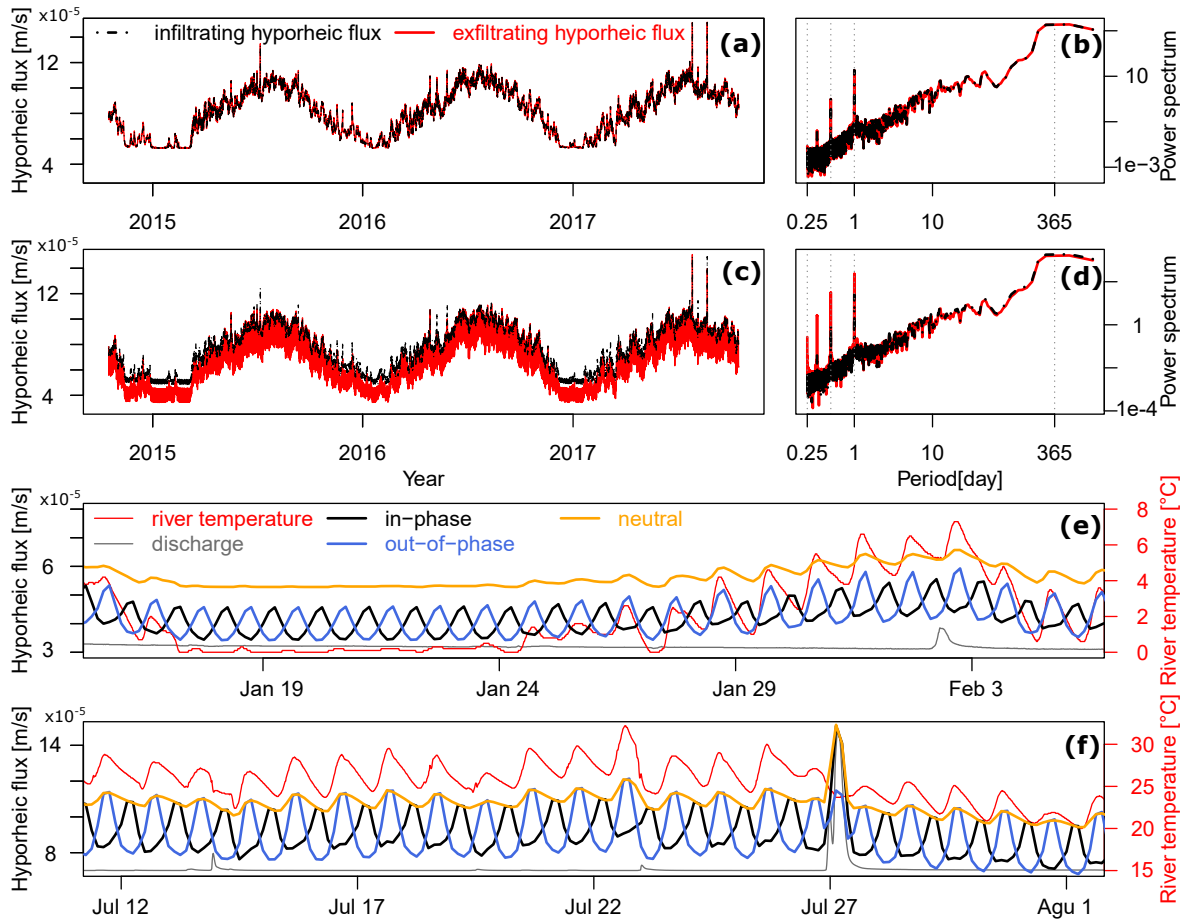 x10⁻⁵
Hyporheic flux [m/s]
infiltrating hyporheic flux
exfiltrating hyporheic flux
(a)
12
4
2015
2016
2017
(b)
10
1e−3
Power spectrum
0.25
1
10
365
x10⁻⁵
Hyporheic flux [m/s]
(c)
12
4
2015
2016
2017
Year
(d)
1
1e−4
Power spectrum
0.25
1
10
365
Period[day]
x10⁻⁵
Hyporheic flux [m/s]
river temperature
in−phase
neutral
discharge
out−of−phase
(e)
6
3
8
6
4
2
0
River temperature [°C]
Jan 19
Jan 24
Jan 29
Feb 3
x10⁻⁵
Hyporheic flux [m/s]
(f)
14
8
30
25
20
15
River temperature [°C]
Jul 12
Jul 17
Jul 22
Jul 27
Agu 1